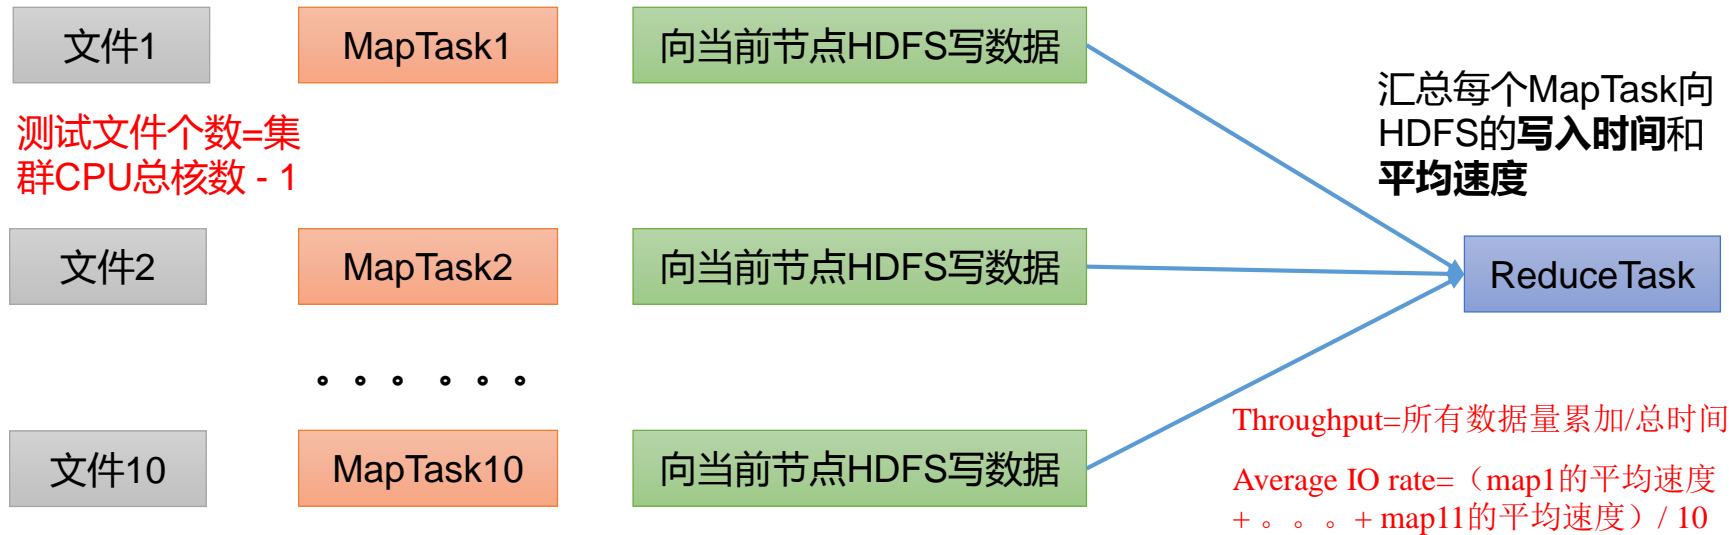 文件1
MapTask1
向当前节点HDFS写数据
测试文件个数=集
群CPU总核数 - 1
汇总每个MapTask向
HDFS的写入时间和
平均速度
文件2
MapTask2
向当前节点HDFS写数据
ReduceTask
。。。。。。
文件10
MapTask10
向当前节点HDFS写数据
Throughput=所有数据量累加/总时间
Average IO rate=（map1的平均速度
+ 。。。+ map11的平均速度）/ 10